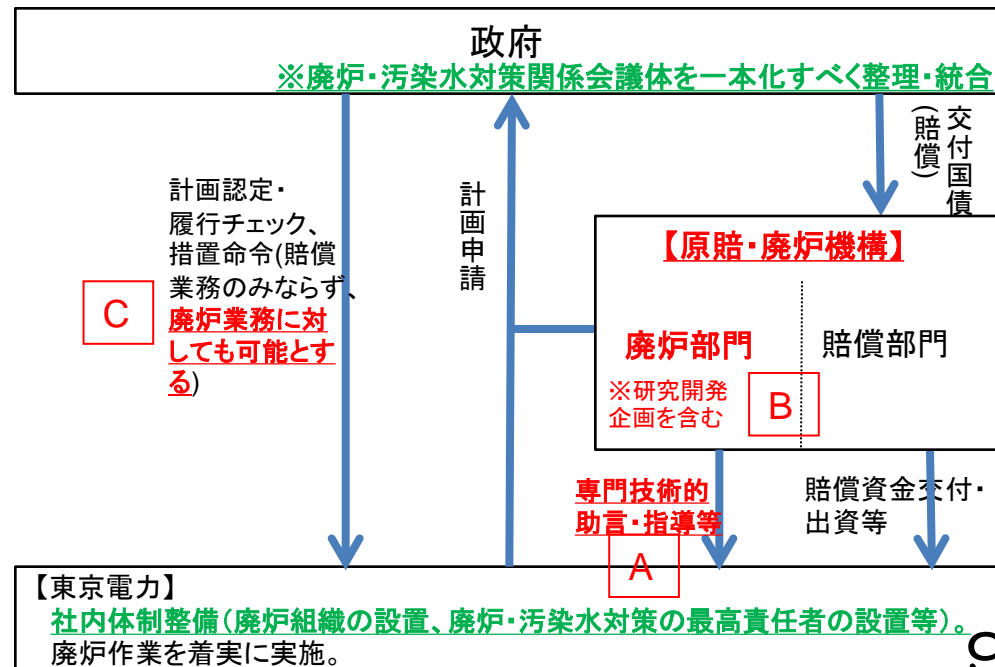 政府
※廃炉・汚染水対策関係会議体を一本化すべく整理・統合
計画認定・
履行チェック、
措置命令(賠償
業務のみならず、
廃炉業務に対
しても可能とす
る)
C
計画申請
交付国債
(賠償)
【原賠・廃炉機構】
廃炉部門
※研究開発
企画を含む
B
賠償部門
専門技術的
助言・指導等
A
賠償資金交付・
出資等
【東京電力】
社内体制整備(廃炉組織の設置、廃炉・汚染水対策の最高責任者の設置等)。
廃炉作業を着実に実施。